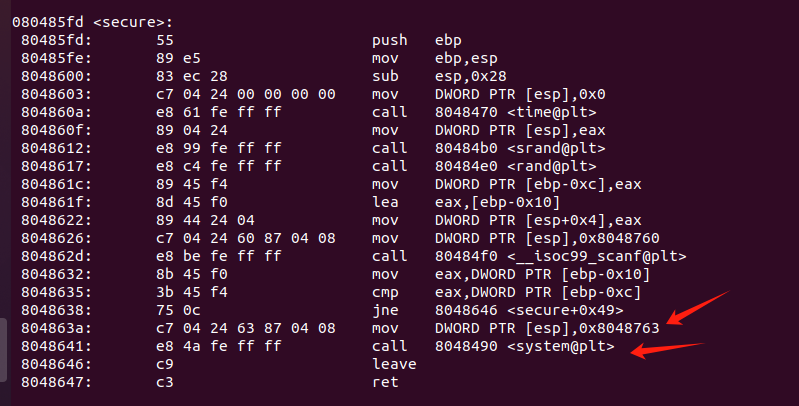 080485fd <secure>:
80485fd: 55 push ebp
80485fe: 89 e5 mov ebp,esp
8048600: 83 ec 28 sub esp,0x28
8048603: c7 04 24 00 00 00 00 mov DWORD PTR [esp],0x0
804860a: e8 61 fe ff ff call 8048470 <time@plt>
804860f: 89 04 24 mov DWORD PTR [esp],eax
8048612: e8 99 fe ff ff call 80484b0 <srand@plt>
8048617: e8 c4 fe ff ff call 80484e0 <rand@plt>
804861c: 89 45 f4 mov DWORD PTR [ebp-0xc],eax
804861f: 8d 45 f0 lea eax,[ebp-0x10]
8048622: 89 44 24 04 mov DWORD PTR [esp+0x4],eax
8048626: c7 04 24 60 87 04 08 mov DWORD PTR [esp],0x8048760
804862d: e8 be fe ff ff call 80484f0 <__isoc99_scanf@plt>
8048632: 8b 45 f0 mov eax,DWORD PTR [ebp-0x10]
8048635: 3b 45 f4 cmp eax,DWORD PTR [ebp-0xc]
8048638: 75 0c jne 8048646 <secure+0x49>
804863a: c7 04 24 63 87 04 08 mov DWORD PTR [esp],0x8048763
8048641: e8 4a fe ff ff call 8048490 <system@plt>
8048646: c9 leave
8048647: c3 ret